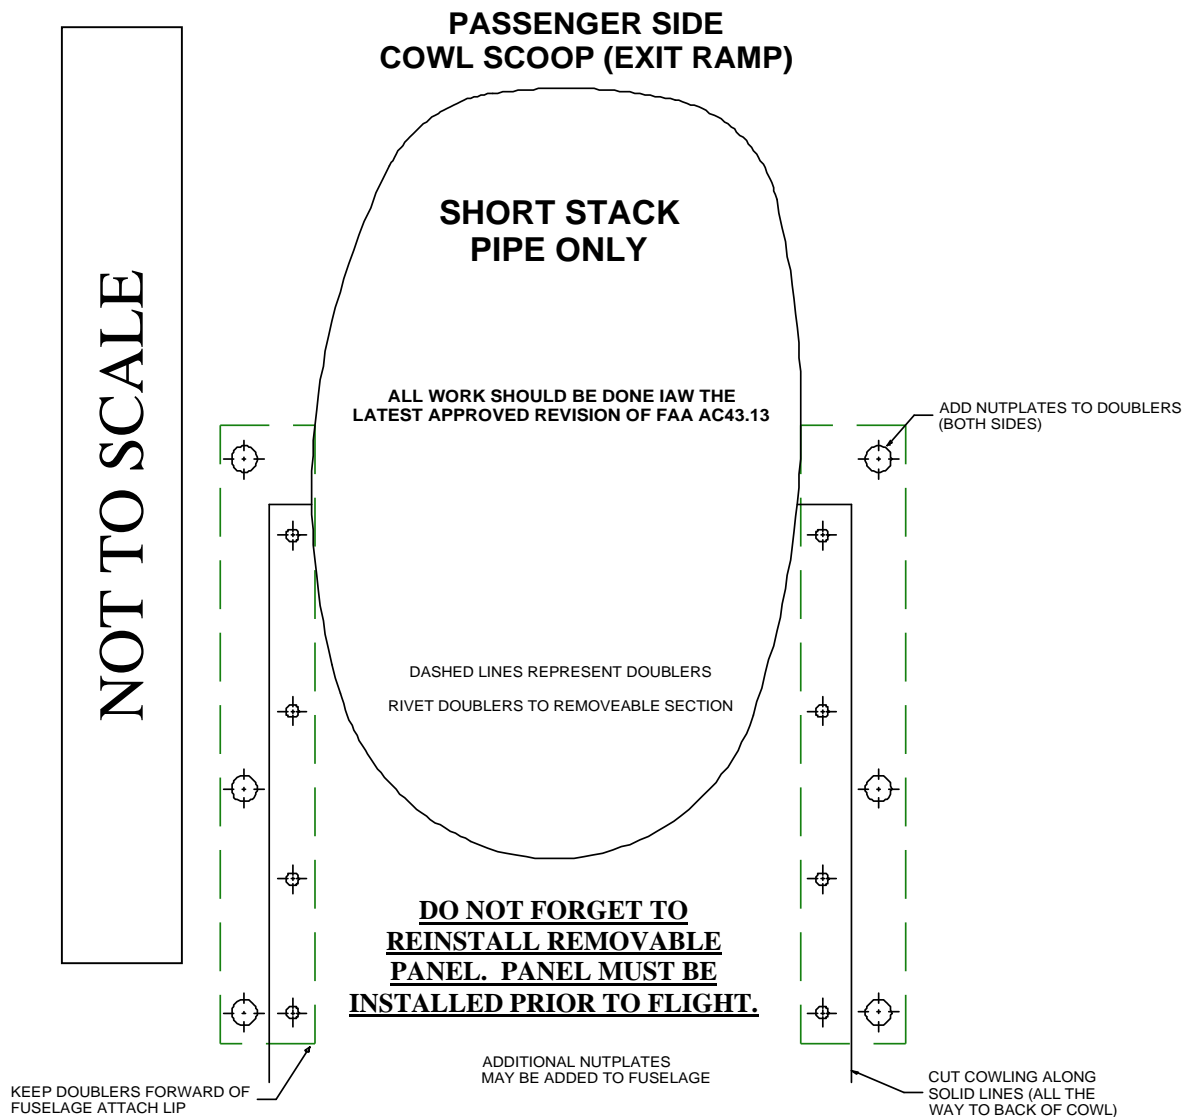 PASSENGER SIDE
COWL SCOOP (EXIT RAMP)
NOT TO SCALE
SHORT STACK
PIPE ONLY
ALL WORK SHOULD BE DONE IAW THE
LATEST APPROVED REVISION OF FAA AC43.13
ADD NUTPLATES TO DOUBLERS
(BOTH SIDES)
DASHED LINES REPRESENT DOUBLERS
RIVET DOUBLERS TO REMOVEABLE SECTION
DO NOT FORGET TO
REINSTALL REMOVABLE
PANEL. PANEL MUST BE
INSTALLED PRIOR TO FLIGHT.
ADDITIONAL NUTPLATES
MAY BE ADDED TO FUSELAGE
KEEP DOUBLERS FORWARD OF
FUSELAGE ATTACH LIP
CUT COWLING ALONG
SOLID LINES (ALL THE
WAY TO BACK OF COWL)